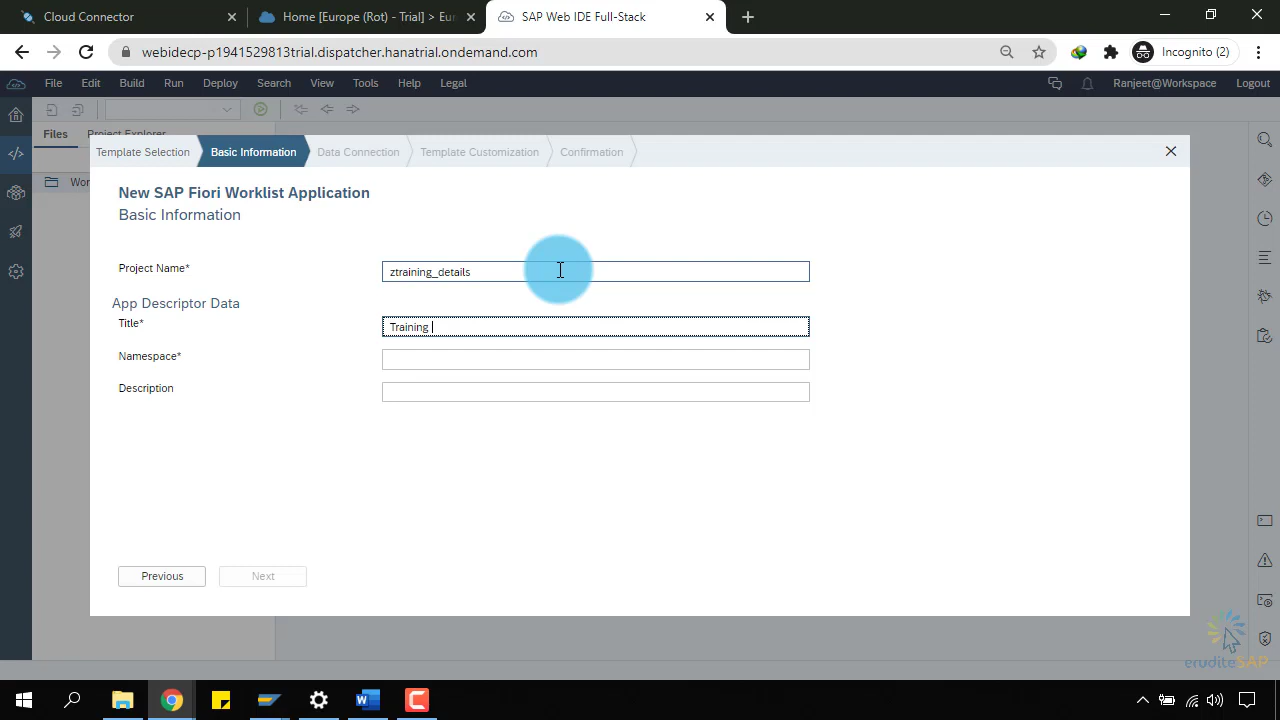 Cloud Connector
Home [Europe (Rot) - Trial] > Eur
SAP Web IDE Full-Stack
webidecp-p1941529813trial.dispatcher.hanatrial.ondemand.com
Incognito (2)
File Edit Build Run Deploy Search View Tools Help Legal
Ranjeet@Workspace Logout
Files Project Explorer
Wor
Template Selection Basic Information Data Connection Template Customization Confirmation
New SAP Fiori Worklist Application
Basic Information
Project Name* ztraining_details
App Descriptor Data
Title* Training
Namespace*
Description
Previous Next
eruditeSAP